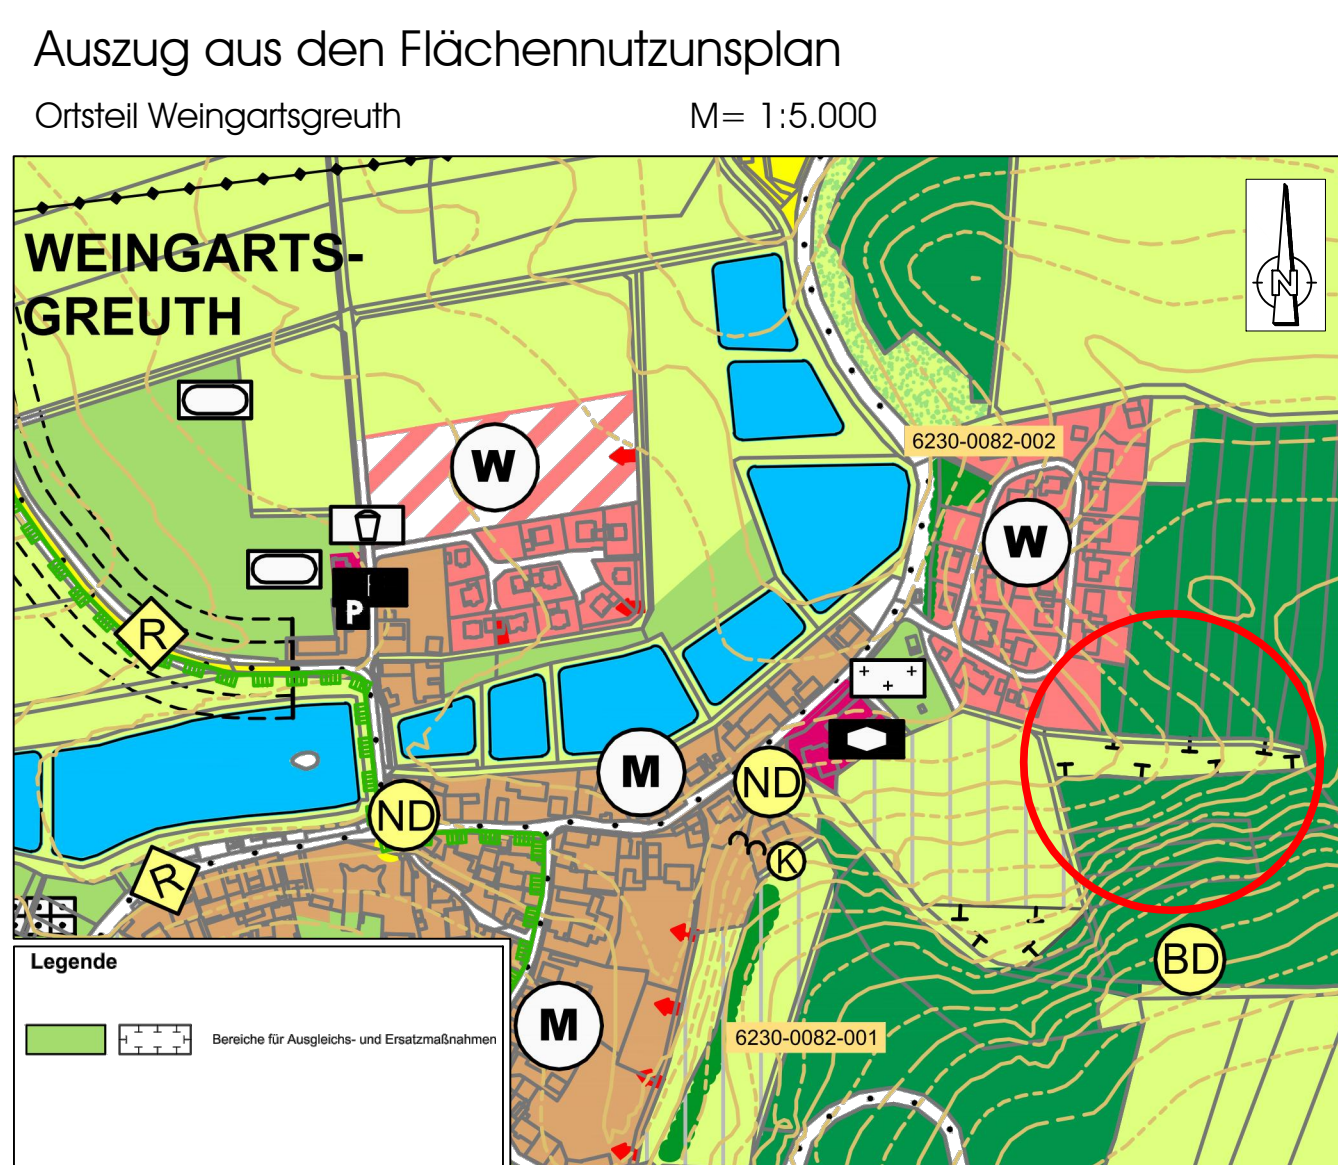 Auszug aus den Flächennutzunsplan
Ortsteil Weingartsgreuth M= 1:5.000
WEINGARTS-
GREUTH
N
6230-0082-002
W
W
P
R
M
ND
ND
K
R
BD
M
6230-0082-001
Legende
Bereiche für Ausgleichs- und Ersatzmaßnahmen